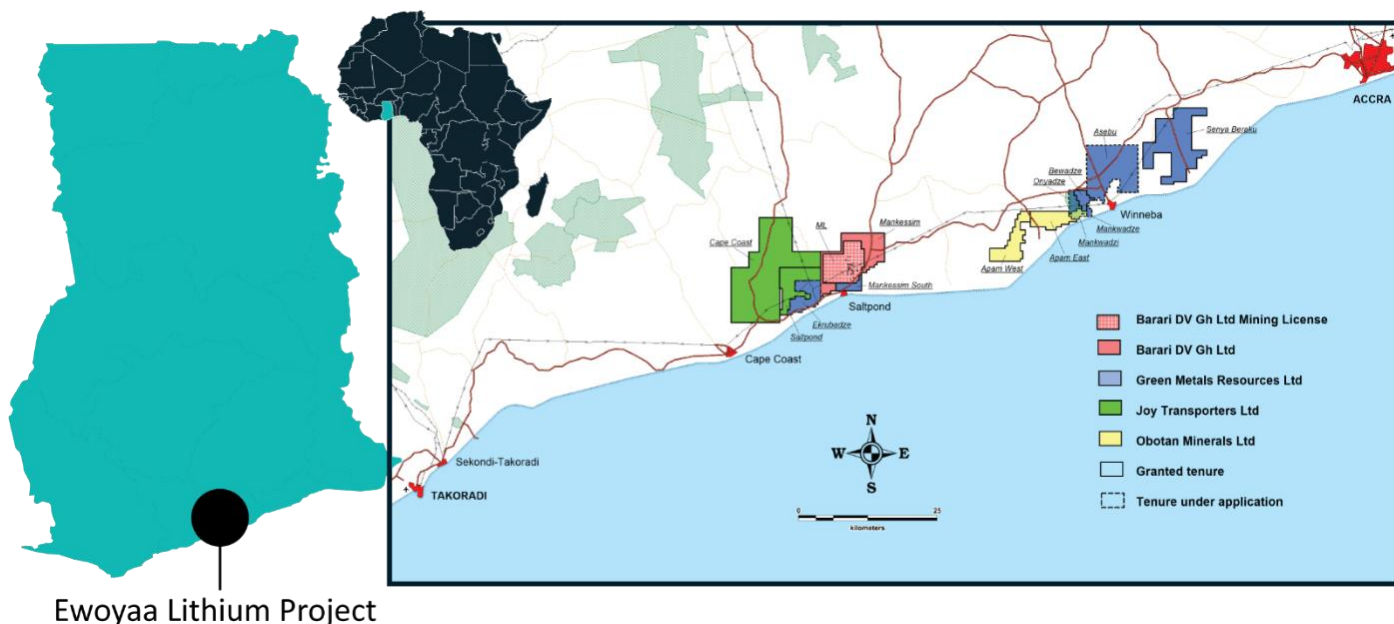 Ewoyaa Lithium Project
ACCRA
Senya Beraku
Asebu
Bewadze
Onyadze
Winneba
Mankwadze
Mankwadzi
Apam East
Apam West
Cape Coast
ML
Mankessim
Mankessim South
Saltpond
Ekrubadze
Saltpond
Cape Coast
Sekondi-Takoradi
TAKORADI
N
W
E
S
0
25
kilometers
Barari DV Gh Ltd Mining License
Barari DV Gh Ltd
Green Metals Resources Ltd
Joy Transporters Ltd
Obotan Minerals Ltd
Granted tenure
Tenure under application